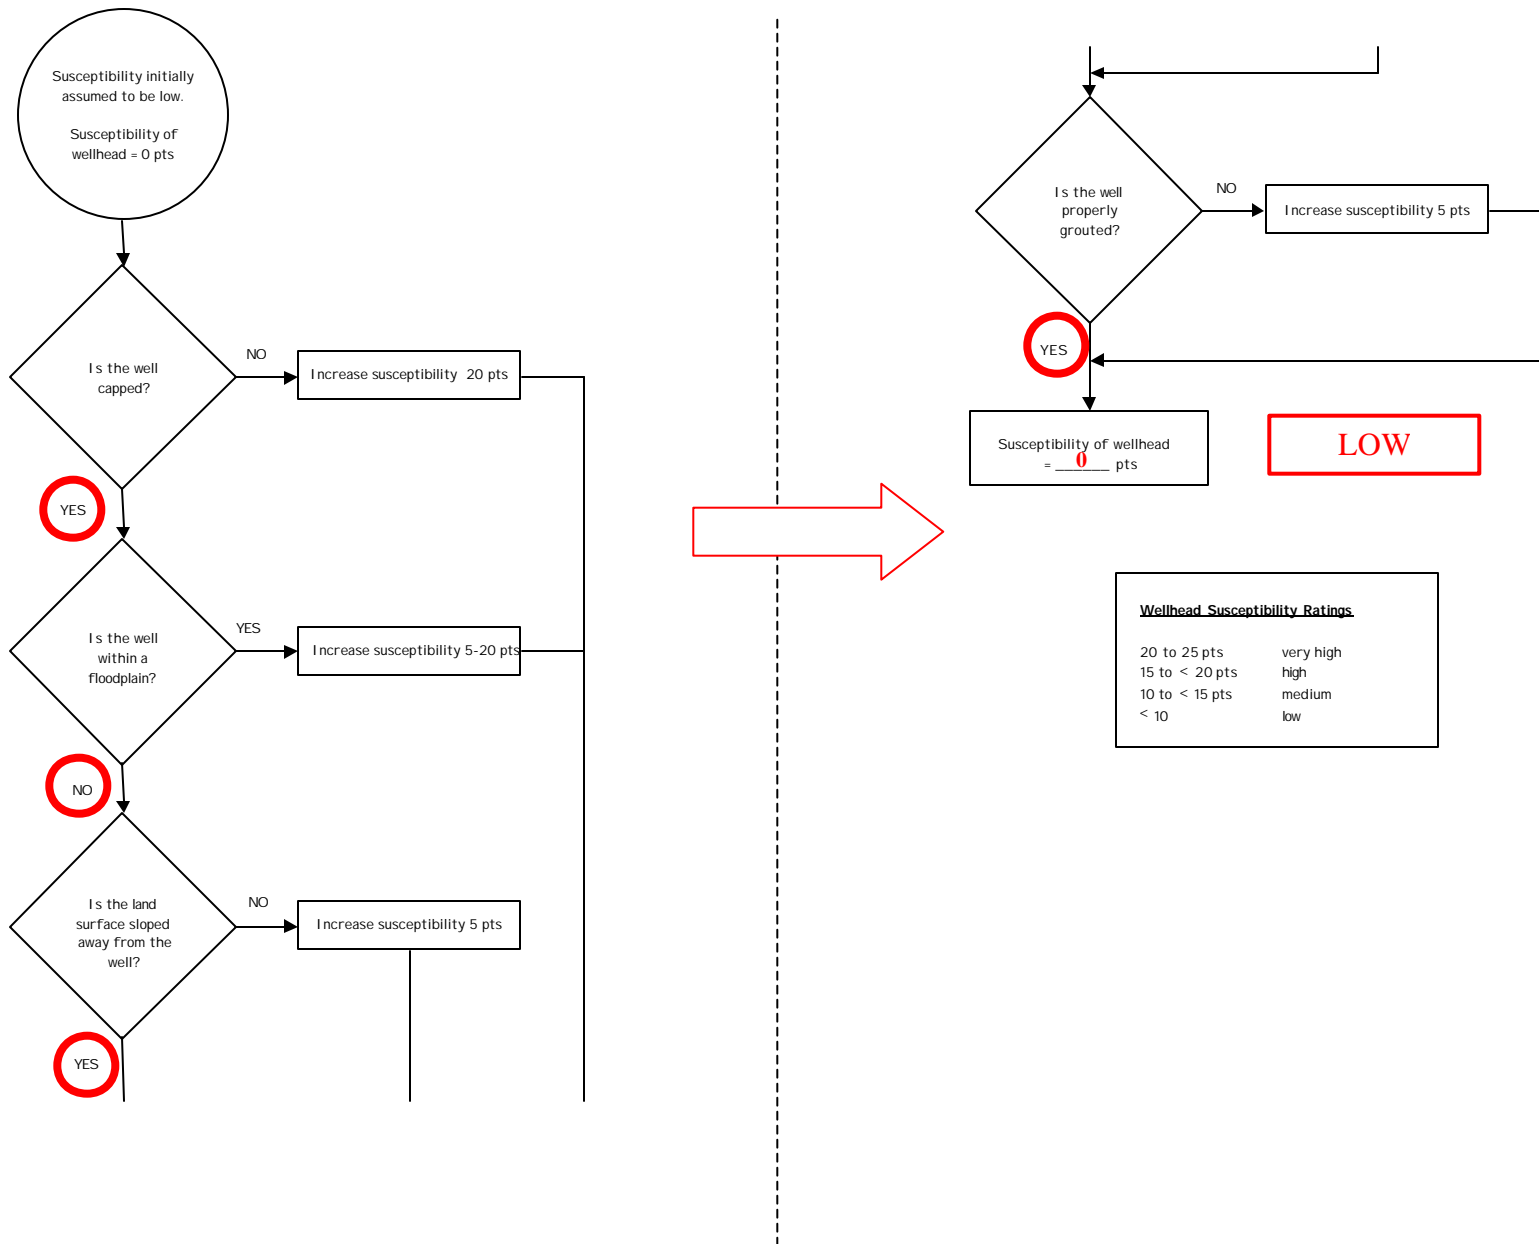 Susceptibility initially
assumed to be low.
Susceptibility of
wellhead = 0 pts
Is the well
capped?
NO
Increase susceptibility 20 pts
YES
Is the well
within a
floodplain?
YES
Increase susceptibility 5-20 pts
NO
Is the land
surface sloped
away from the
well?
NO
Increase susceptibility 5 pts
YES
Is the well
properly
grouted?
NO
Increase susceptibility 5 pts
YES
Susceptibility of wellhead
= ___0___ pts
LOW
Wellhead Susceptibility Ratings
20 to 25 pts very high
15 to < 20 pts high
10 to < 15 pts medium
< 10 low